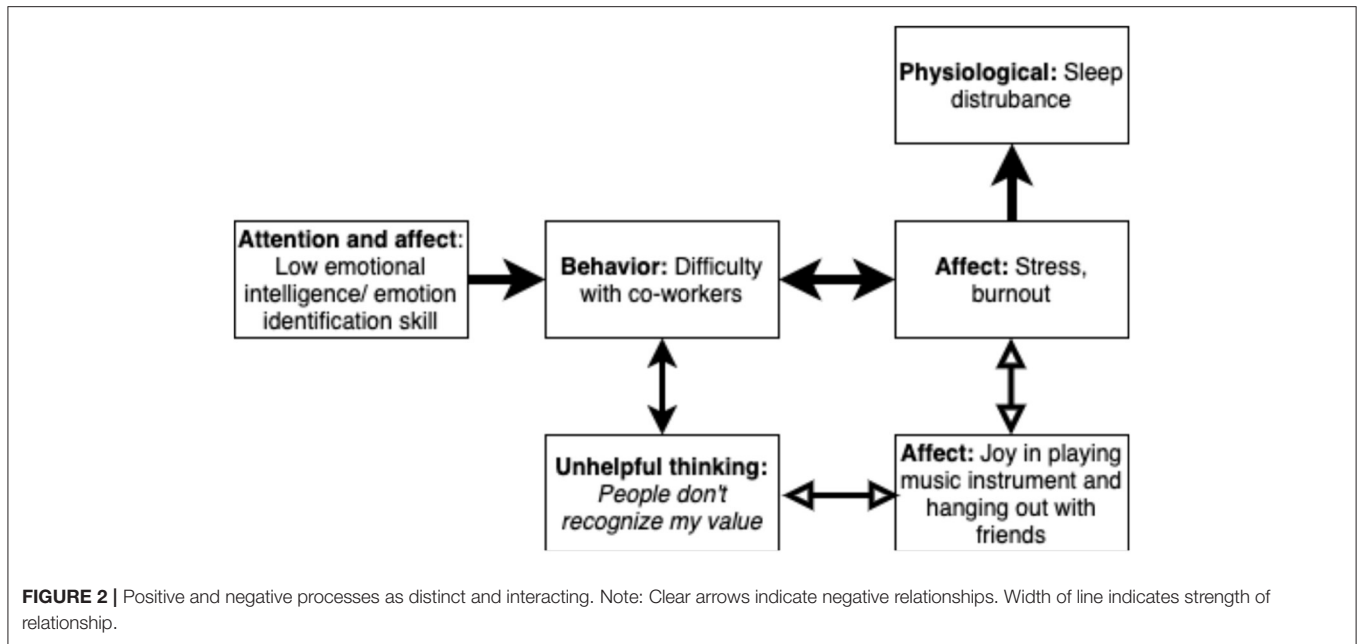 Physiological: Sleep
distrubance
Attention and affect:
Low emotional
intelligence/ emotion
identification skill
Behavior: Difficulty
with co-workers
Affect: Stress,
burnout
Unhelpful thinking:
People don't
recognize my value
Affect: Joy in playing
music instrument and
hanging out with
friends
FIGURE 2 | Positive and negative processes as distinct and interacting. Note: Clear arrows indicate negative relationships. Width of line indicates strength of
relationship.